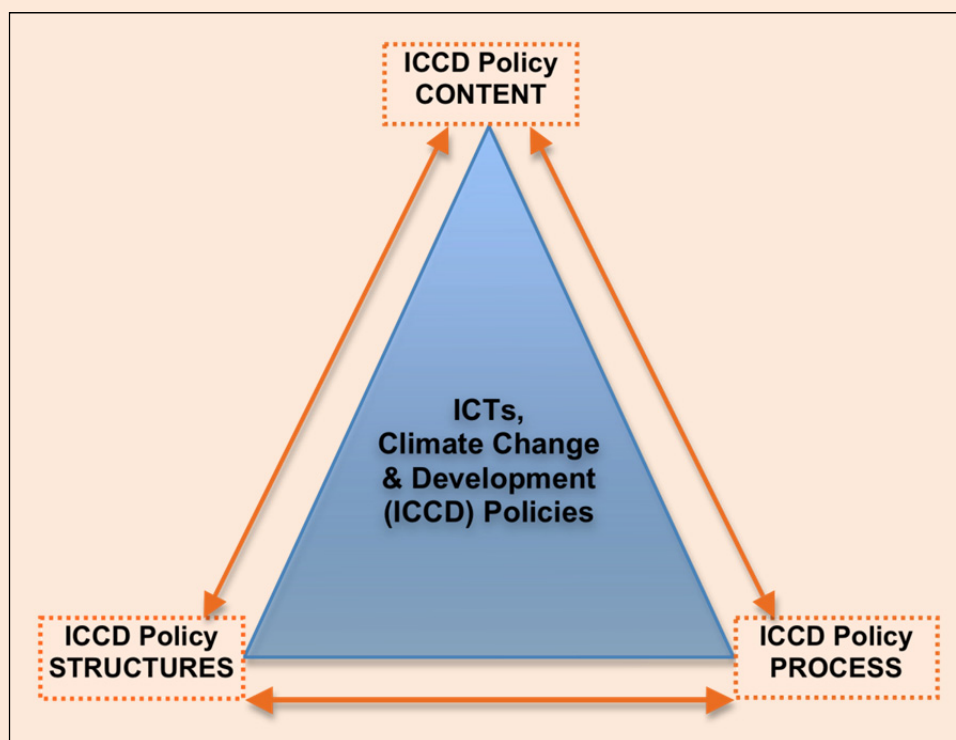 ICCD Policy
CONTENT
ICTs,
Climate Change
& Development
(ICCD) Policies
ICCD Policy
STRUCTURES
ICCD Policy
PROCESS